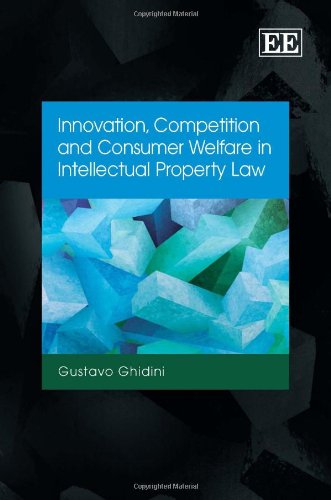 EE
Innovation, Competition
and Consumer Welfare in
Intellectual Property Law
Gustavo Ghidini